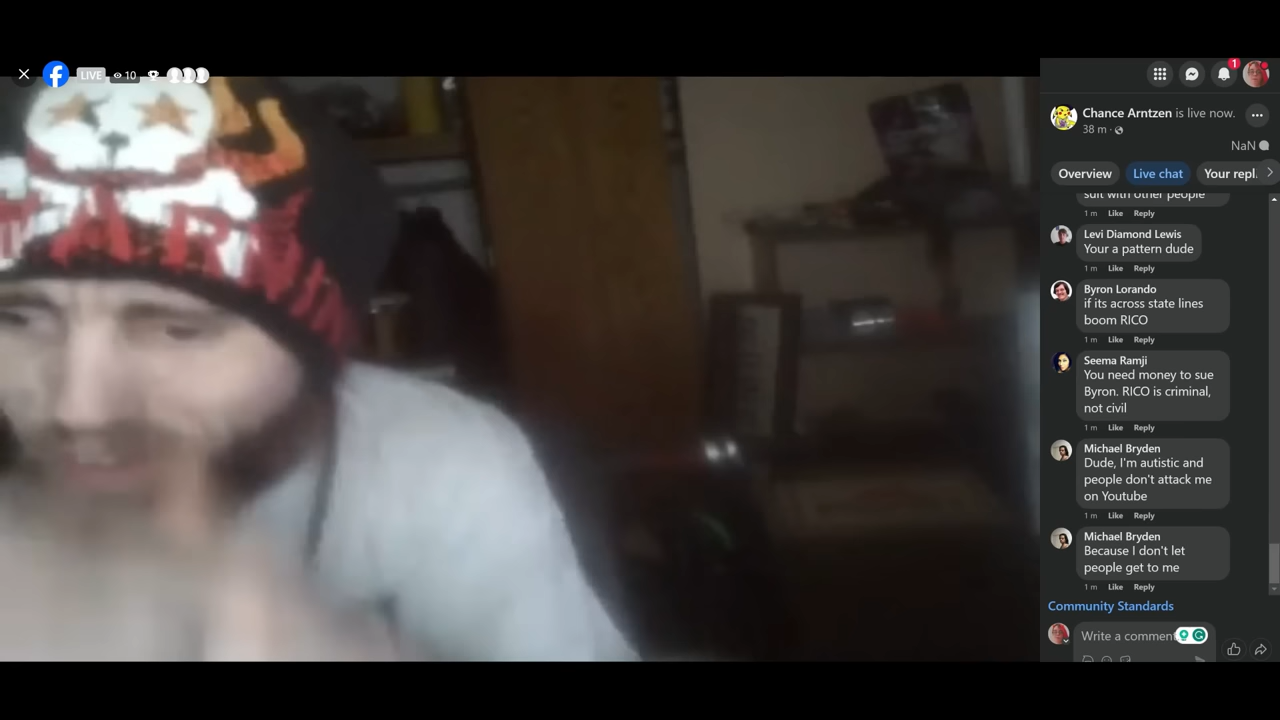 LIVE
10
1
Chance Arntzen is live now.
38 m
NaN
Overview
Live chat
Your repl
suit with other people
1 m Like Reply
Levi Diamond Lewis
Your a pattern dude
1 m Like Reply
Byron Lorando
if its across state lines
boom RICO
1 m Like Reply
Seema Ramji
You need money to sue
Byron. RICO is criminal,
not civil
1 m Like Reply
Michael Bryden
Dude, I'm autistic and
people don't attack me
on Youtube
1 m Like Reply
Michael Bryden
Because I don't let
people get to me
1 m Like Reply
Community Standards
Write a comment